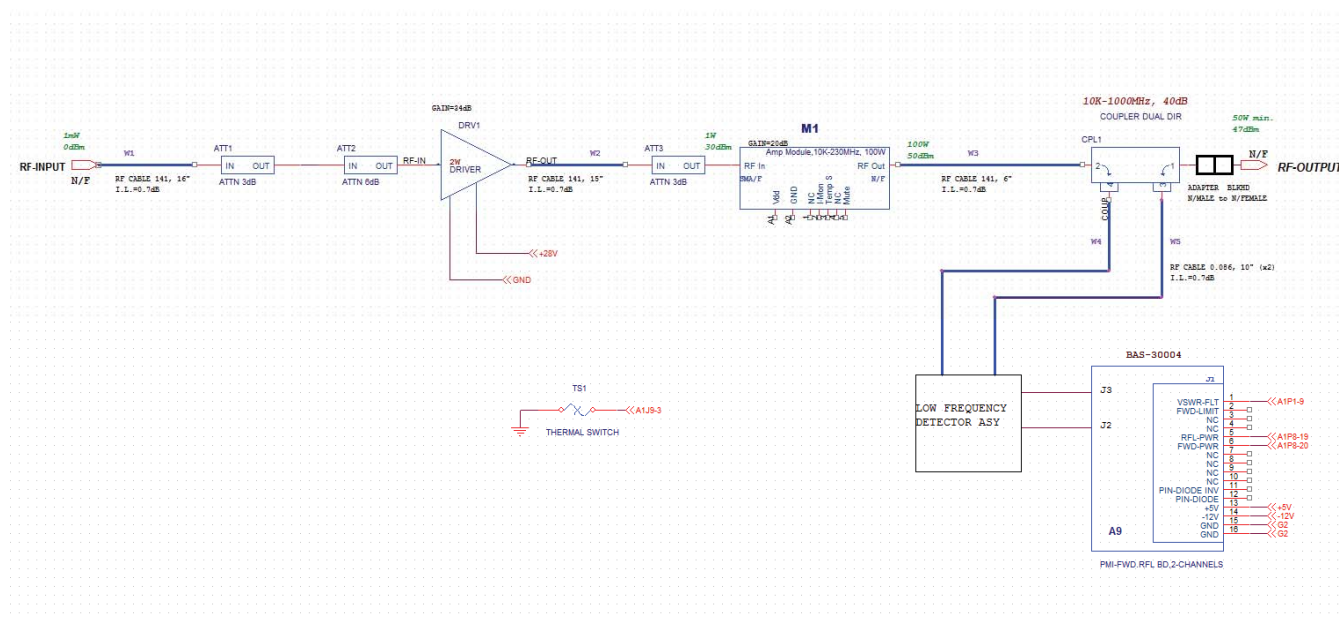 10K-1000MHz, 40dB
COUPLER DUAL DIR
GAIN=34dB
DRV1
50W min.
47dBm
1mW
0dBm
RF-INPUT
N/F
W1
RF CABLE 141, 16"
I.L.=0.7dB
ATT1
IN OUT
ATTN 3dB
ATT2
IN OUT
ATTN 6dB
RF-IN
2W
DRIVER
RF-OUT
W2
RF CABLE 141, 15"
I.L.=0.7dB
+28V
GND
ATT3
IN OUT
ATTN 3dB
1W
30dBm
M1
GAIN=20dB
Amp Module,10K-230MHz, 100W
RF In
RF Out
SMA/F
N/F
Vdd
GND
NC
I-Mon
Temp S
NC
Mute
A1
A2
1
2
3
4
5
100W
50dBm
W3
RF CABLE 141, 6"
I.L.=0.7dB
CPL1
2
1
4
3
COUP
N/F
RF-OUTPUT
ADAPTER BLKHD
N/MALE to N/FEMALE
W4
W5
RF CABLE 0.086, 10" (x2)
I.L.=0.7dB
TS1
A1J9-3
THERMAL SWITCH
LOW FREQUENCY
DETECTOR ASY
BAS-30004
J3
J2
J1
VSWR-FLT 1 A1P1-9
FWD-LIMIT 2
NC 3
NC 4
RFL-PWR 5 A1P8-19
FWD-PWR 6 A1P8-20
NC 7
NC 8
NC 9
NC 10
PIN-DIODE INV 11
PIN-DIODE 12
+5V 13 +5V
-12V 14 -12V
GND 15 G2
GND 16 G2
A9
PMI-FWD.RFL BD,2-CHANNELS